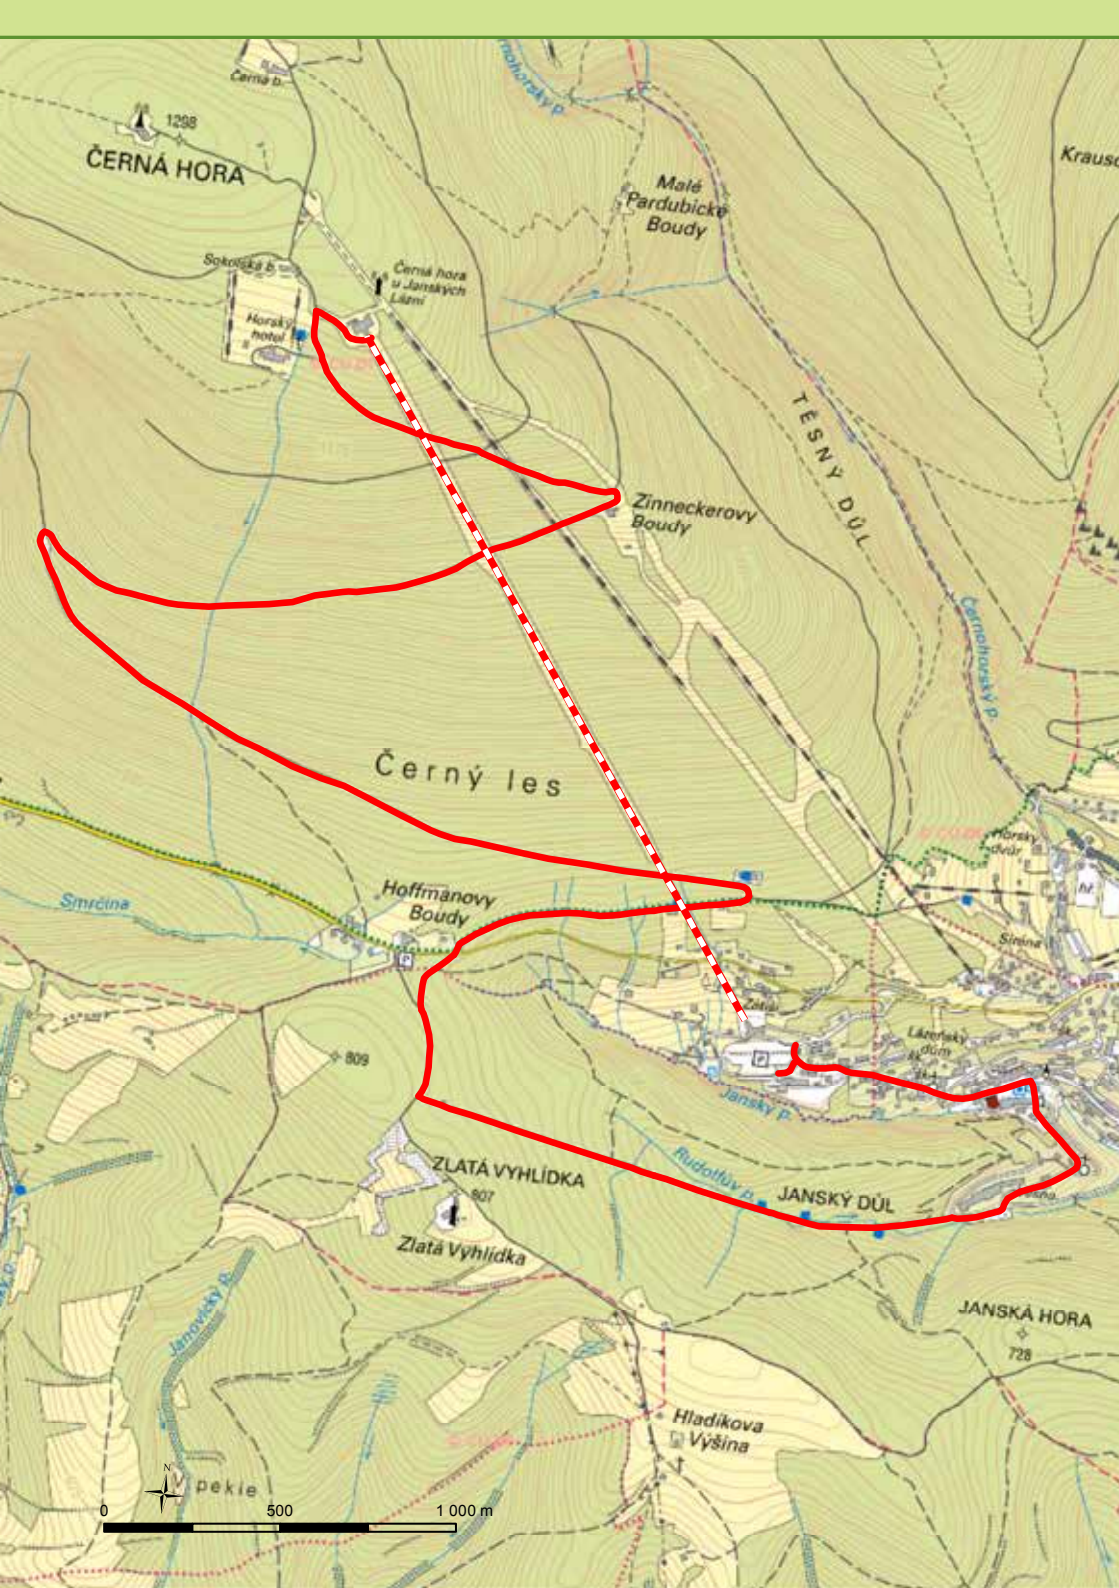 Černá b.
1298
ČERNÁ HORA
Malé
Pardubické
Boudy
Sokolská b.
Černá hora
u Janských
Lázní
Horský
hotel
TĚSNÝ DŮL
Zinneckerovy
Boudy
Černohorský p.
Černý les
Horský
dvůr
Hoffmanovy
Boudy
Smrčina
P
809
P
Lázeňský
dům
Janský p.
Rudolfův p.
ZLATÁ VYHLÍDKA
807
JANSKÝ DŮL
Zlatá Vyhlídka
Janovický p.
JANSKÁ HORA
728
Hladíkova
Výšina
N
V pekle
0 500 1 000 m